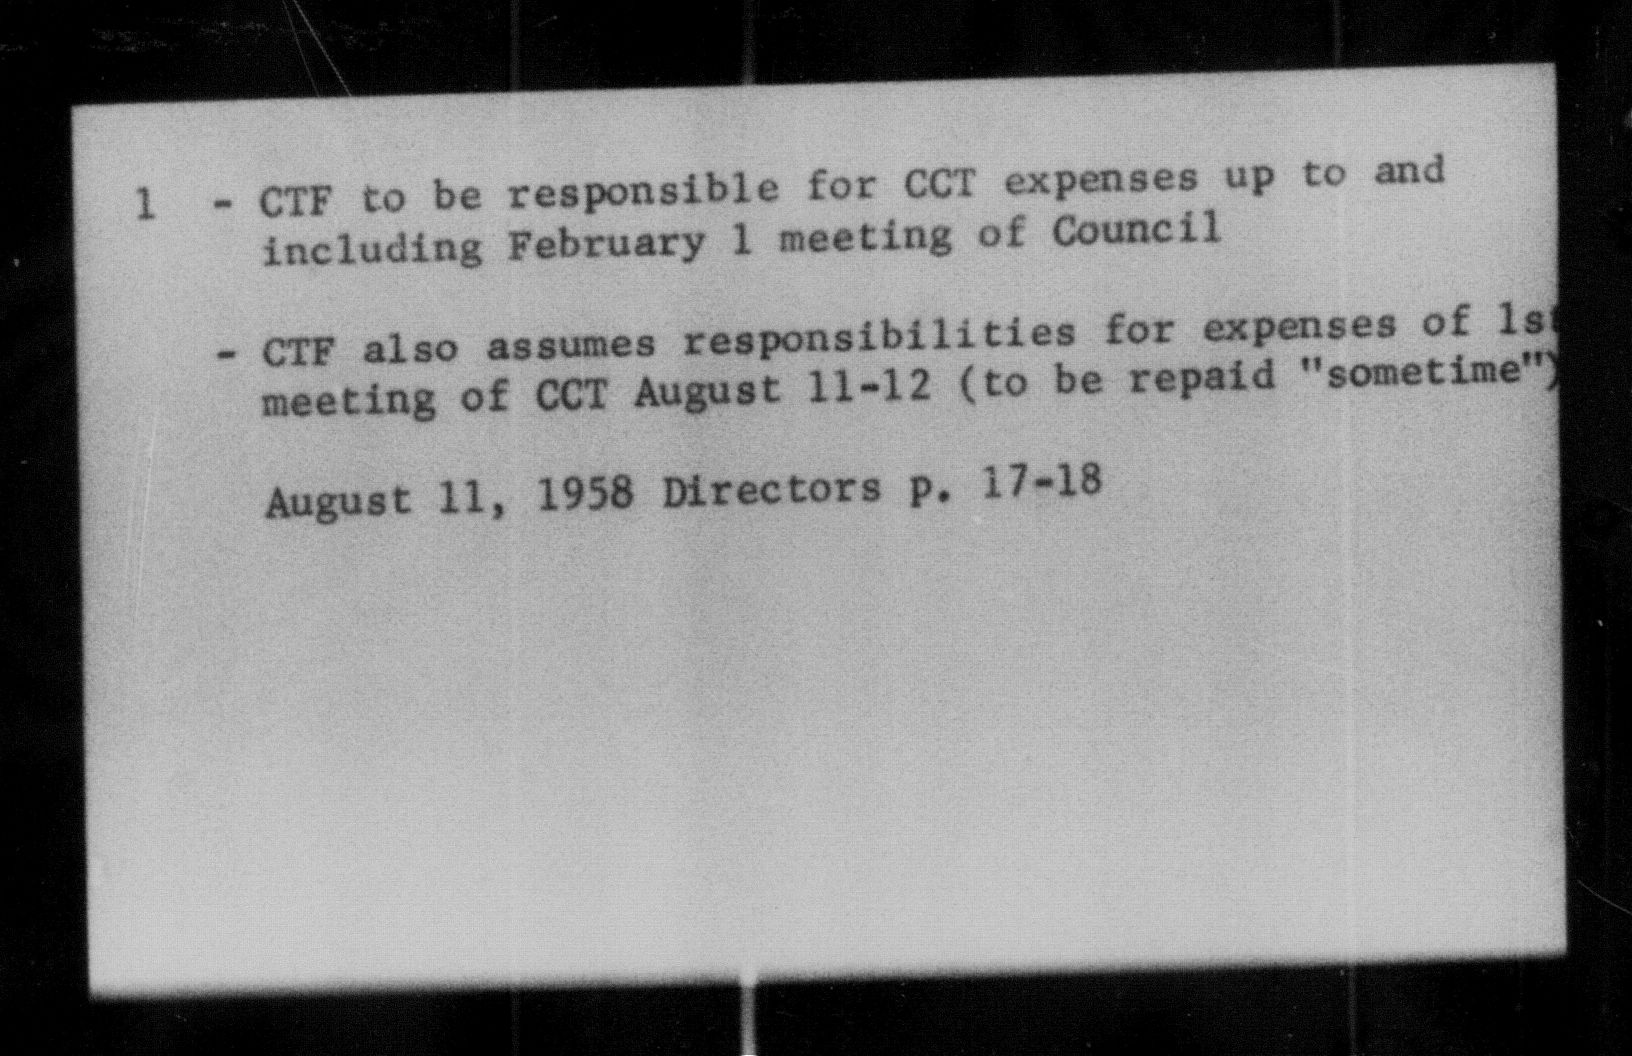 1 - CTF to be responsible for CCT expenses up to and
including February 1 meeting of Council
- CTF also assumes responsibilities for expenses of 1st
meeting of CCT August 11-12 (to be repaid "sometime")
August 11, 1958 Directors p. 17-18